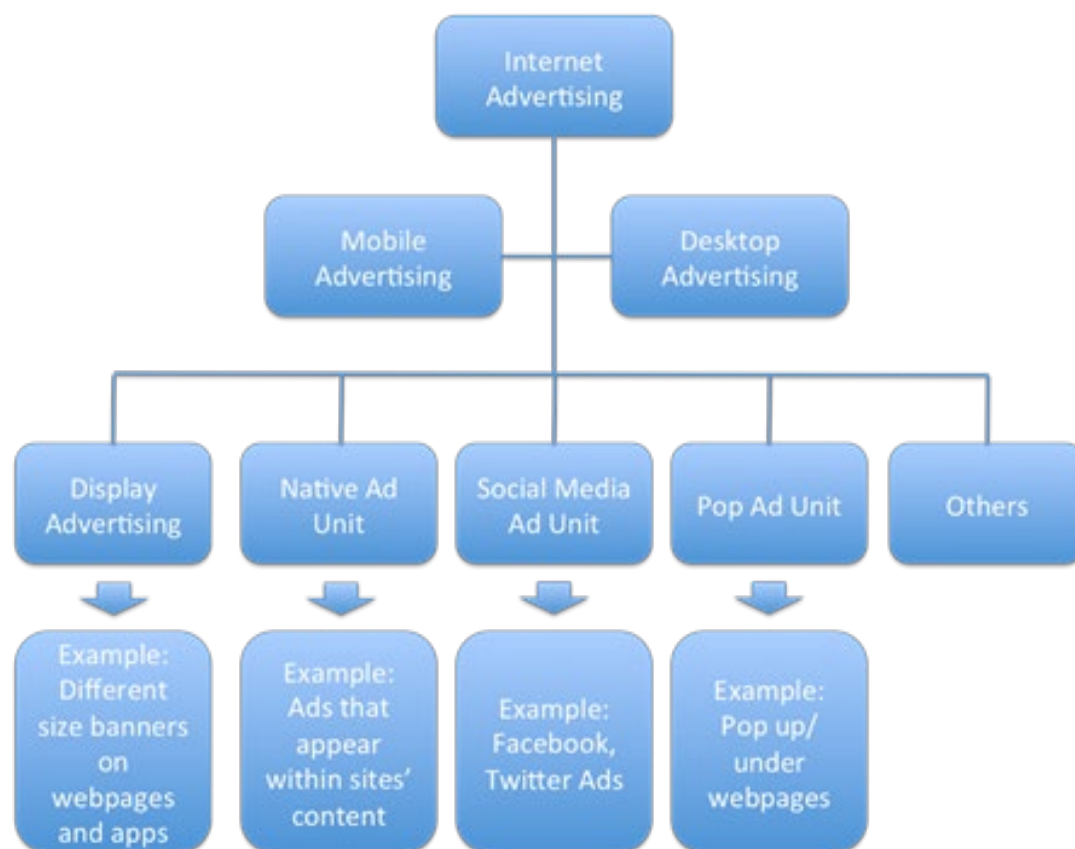 Internet
Advertising
Mobile
Advertising
Desktop
Advertising
Display
Advertising
Native Ad
Unit
Social Media
Ad Unit
Pop Ad Unit
Others
Example:
Different
size banners
on
webpages
and apps
Example:
Ads that
appear
within sites’
content
Example:
Facebook,
Twitter Ads
Example:
Pop up/
under
webpages